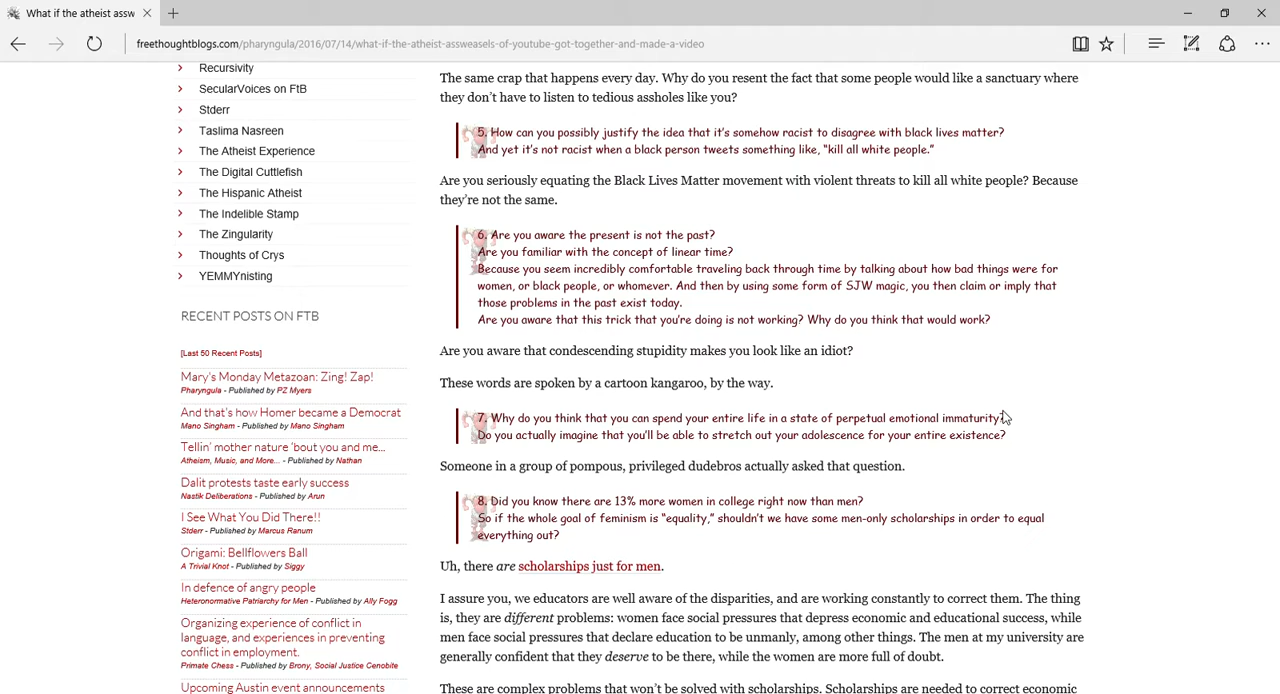 What if the atheist assw
freethoughtblogs.com/pharyngula/2016/07/14/what-if-the-atheist-assweasels-of-youtube-got-together-and-made-a-video
Recursivity
SecularVoices on FtB
Stderr
Taslima Nasreen
The Atheist Experience
The Digital Cuttlefish
The Hispanic Atheist
The Indelible Stamp
The Zingularity
Thoughts of Crys
YEMMYnisting
RECENT POSTS ON FTB
[Last 50 Recent Posts]
Mary's Monday Metazoan: Zing! Zap!
Pharyngula - Published by PZ Myers
And that's how Homer became a Democrat
Mano Singham - Published by Mano Singham
Tellin' mother nature 'bout you and me...
Atheism, Music, and More... - Published by Nathan
Dalit protests taste early success
Nastik Deliberations - Published by Arun
I See What You Did There!!
Stderr - Published by Marcus Ranum
Origami: Bellflowers Ball
A Trivial Knot - Published by Siggy
In defence of angry people
Heteronormative Patriarchy for Men - Published by Ally Fogg
Organizing experience of conflict in
language, and experiences in preventing
conflict in employment.
Primate Chess - Published by Brony, Social Justice Cenobite
Upcoming Austin event announcements
The same crap that happens every day. Why do you resent the fact that some people would like a sanctuary where
they don't have to listen to tedious assholes like you?
5. How can you possibly justify the idea that it's somehow racist to disagree with black lives matter?
And yet it's not racist when a black person tweets something like, "kill all white people."
Are you seriously equating the Black Lives Matter movement with violent threats to kill all white people? Because
they're not the same.
6. Are you aware the present is not the past?
Are you familiar with the concept of linear time?
Because you seem incredibly comfortable traveling back through time by talking about how bad things were for
women, or black people, or whomever. And then by using some form of SJW magic, you then claim or imply that
those problems in the past exist today.
Are you aware that this trick that you're doing is not working? Why do you think that would work?
Are you aware that condescending stupidity makes you look like an idiot?
These words are spoken by a cartoon kangaroo, by the way.
7. Why do you think that you can spend your entire life in a state of perpetual emotional immaturity?
Do you actually imagine that you'll be able to stretch out your adolescence for your entire existence?
Someone in a group of pompous, privileged dudebros actually asked that question.
8. Did you know there are 13% more women in college right now than men?
So if the whole goal of feminism is "equality," shouldn't we have some men-only scholarships in order to equal
everything out?
Uh, there are scholarships just for men.
I assure you, we educators are well aware of the disparities, and are working constantly to correct them. The thing
is, they are different problems: women face social pressures that depress economic and educational success, while
men face social pressures that declare education to be unmanly, among other things. The men at my university are
generally confident that they deserve to be there, while the women are more full of doubt.
These are complex problems that won't be solved with scholarships. Scholarships are needed to correct economic